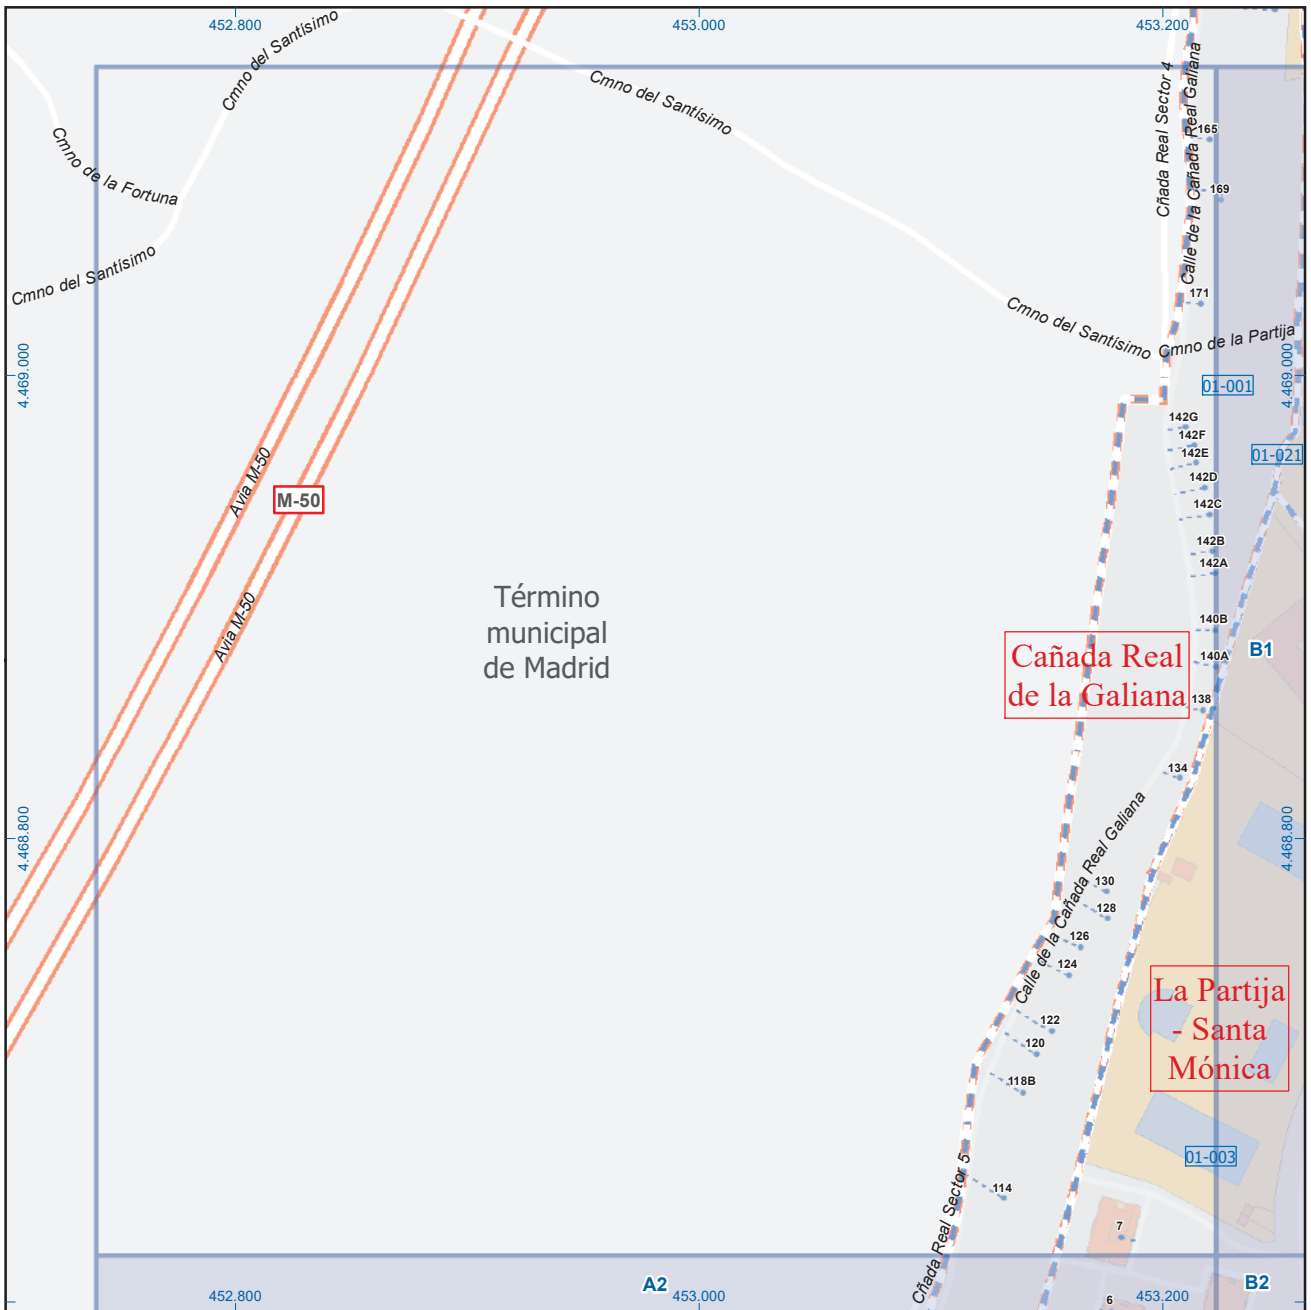 452.800
453.000
453.200
Cmno del Santísimo
Cmno del Santísimo
Cñada Real Sector 4
Calle de la Cañada Real Galiana
165
Cmno de la Fortuna
169
Cmno del Santísimo
171
Cmno del Santísimo
Cmno de la Partija
4.469.000
4.469.000
01-001
142G
142F
142E
01-021
142D
142C
Avia M-50
M-50
142B
142A
Término
municipal
de Madrid
Avia M-50
140B
140A
B1
Cañada Real
de la Galiana
138
134
4.468.800
4.468.800
Calle de la Cañada Real Galiana
130
128
126
124
122
120
118B
La Partija
- Santa
Mónica
01-003
Cñada Real Sector 5
114
7
A2
B2
6
452.800
453.000
453.200